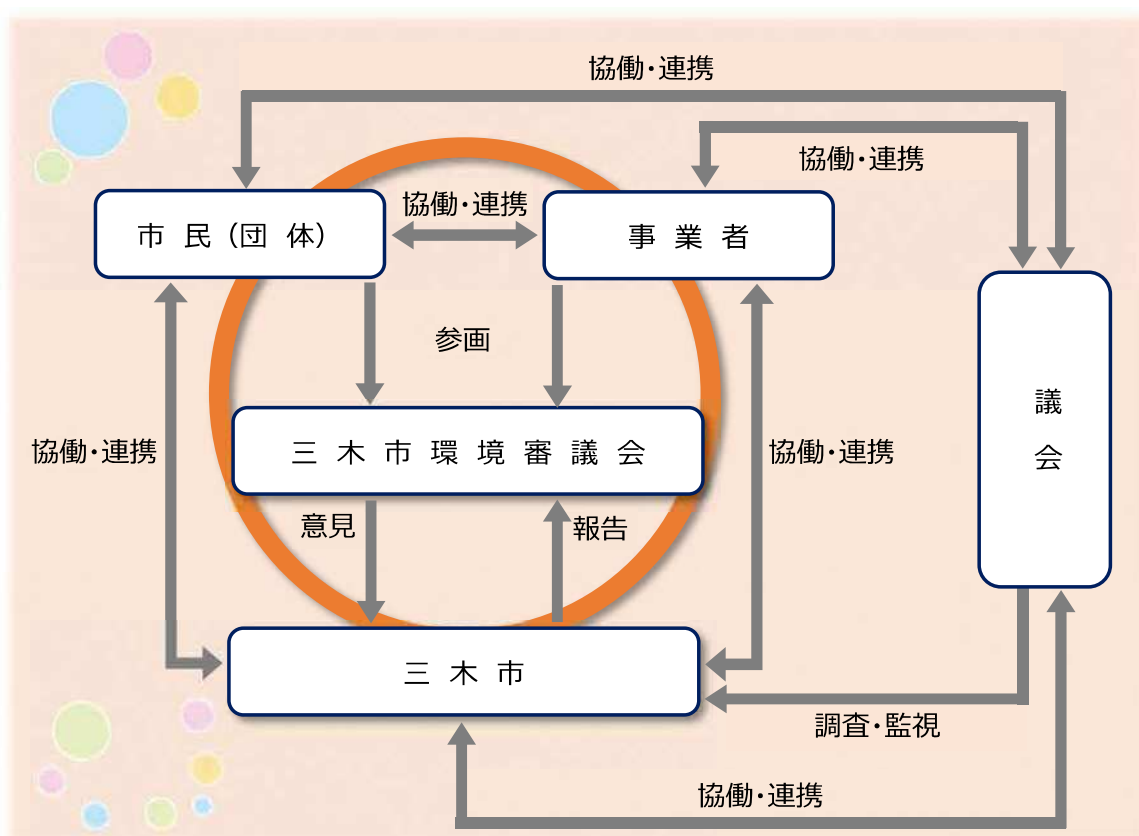 協働・連携
協働・連携
協働・連携
市民（団体）
事業者
参画
議会
協働・連携
三木市環境審議会
協働・連携
意見
報告
三木市
調査・監視
協働・連携